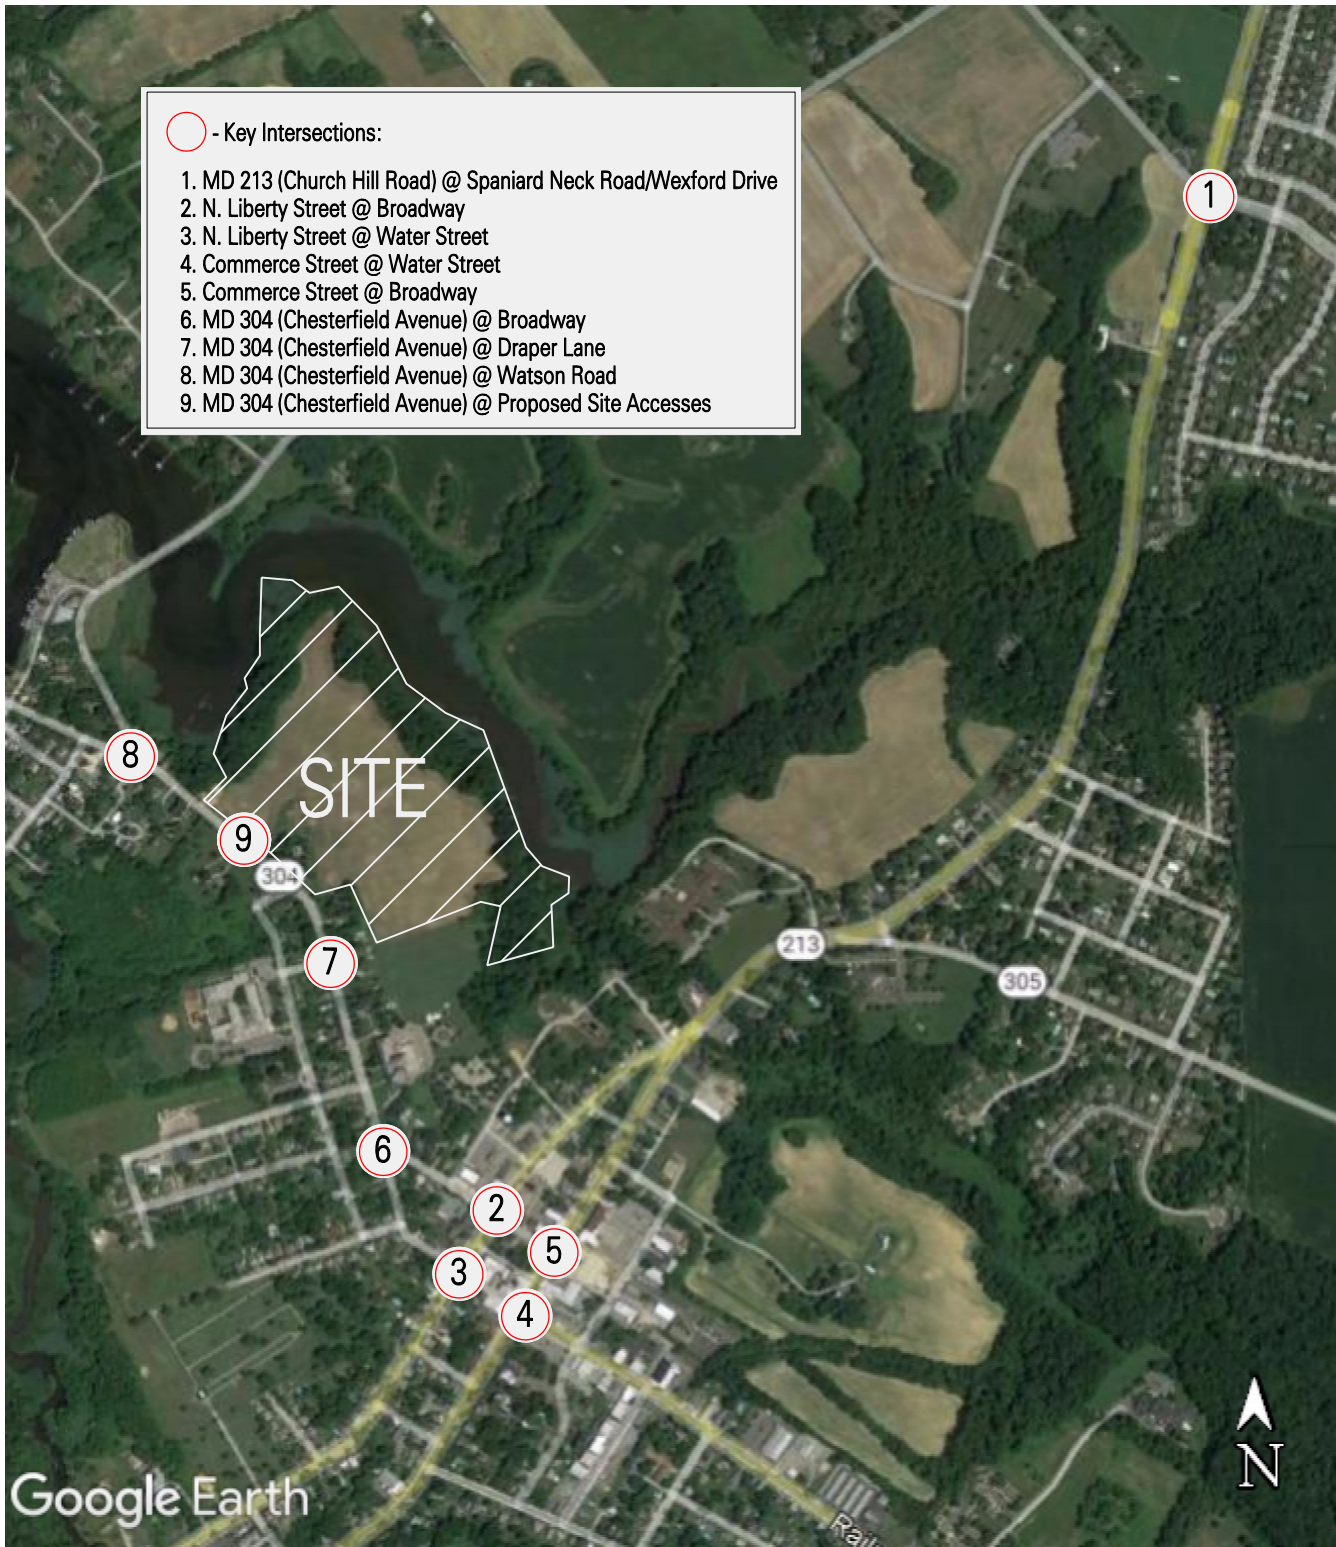 - Key Intersections:
1. MD 213 (Church Hill Road) @ Spaniard Neck Road/Wexford Drive
2. N. Liberty Street @ Broadway
3. N. Liberty Street @ Water Street
4. Commerce Street @ Water Street
5. Commerce Street @ Broadway
6. MD 304 (Chesterfield Avenue) @ Broadway
7. MD 304 (Chesterfield Avenue) @ Draper Lane
8. MD 304 (Chesterfield Avenue) @ Watson Road
9. MD 304 (Chesterfield Avenue) @ Proposed Site Accesses
1
8
SITE
9
304
7
213
305
6
2
5
3
4
N
Google Earth